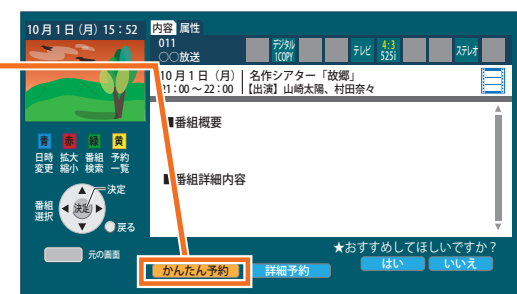 10月1日(月)15:52
内容 属性
011
○○放送
デジタル
1COPY
テレビ
4:3
525i
ステレオ
10月1日(月)
21:00~22:00
名作シアター「故郷」
【出演】山崎太陽、村田奈々
■番組概要
■番組詳細内容
青 赤 緑 黄
日時変更
拡大縮小
番組検索
予約一覧
番組選択
決定
決定
戻る
元の画面
★おすすめしてほしいですか?
かんたん予約
詳細予約
はい
いいえ